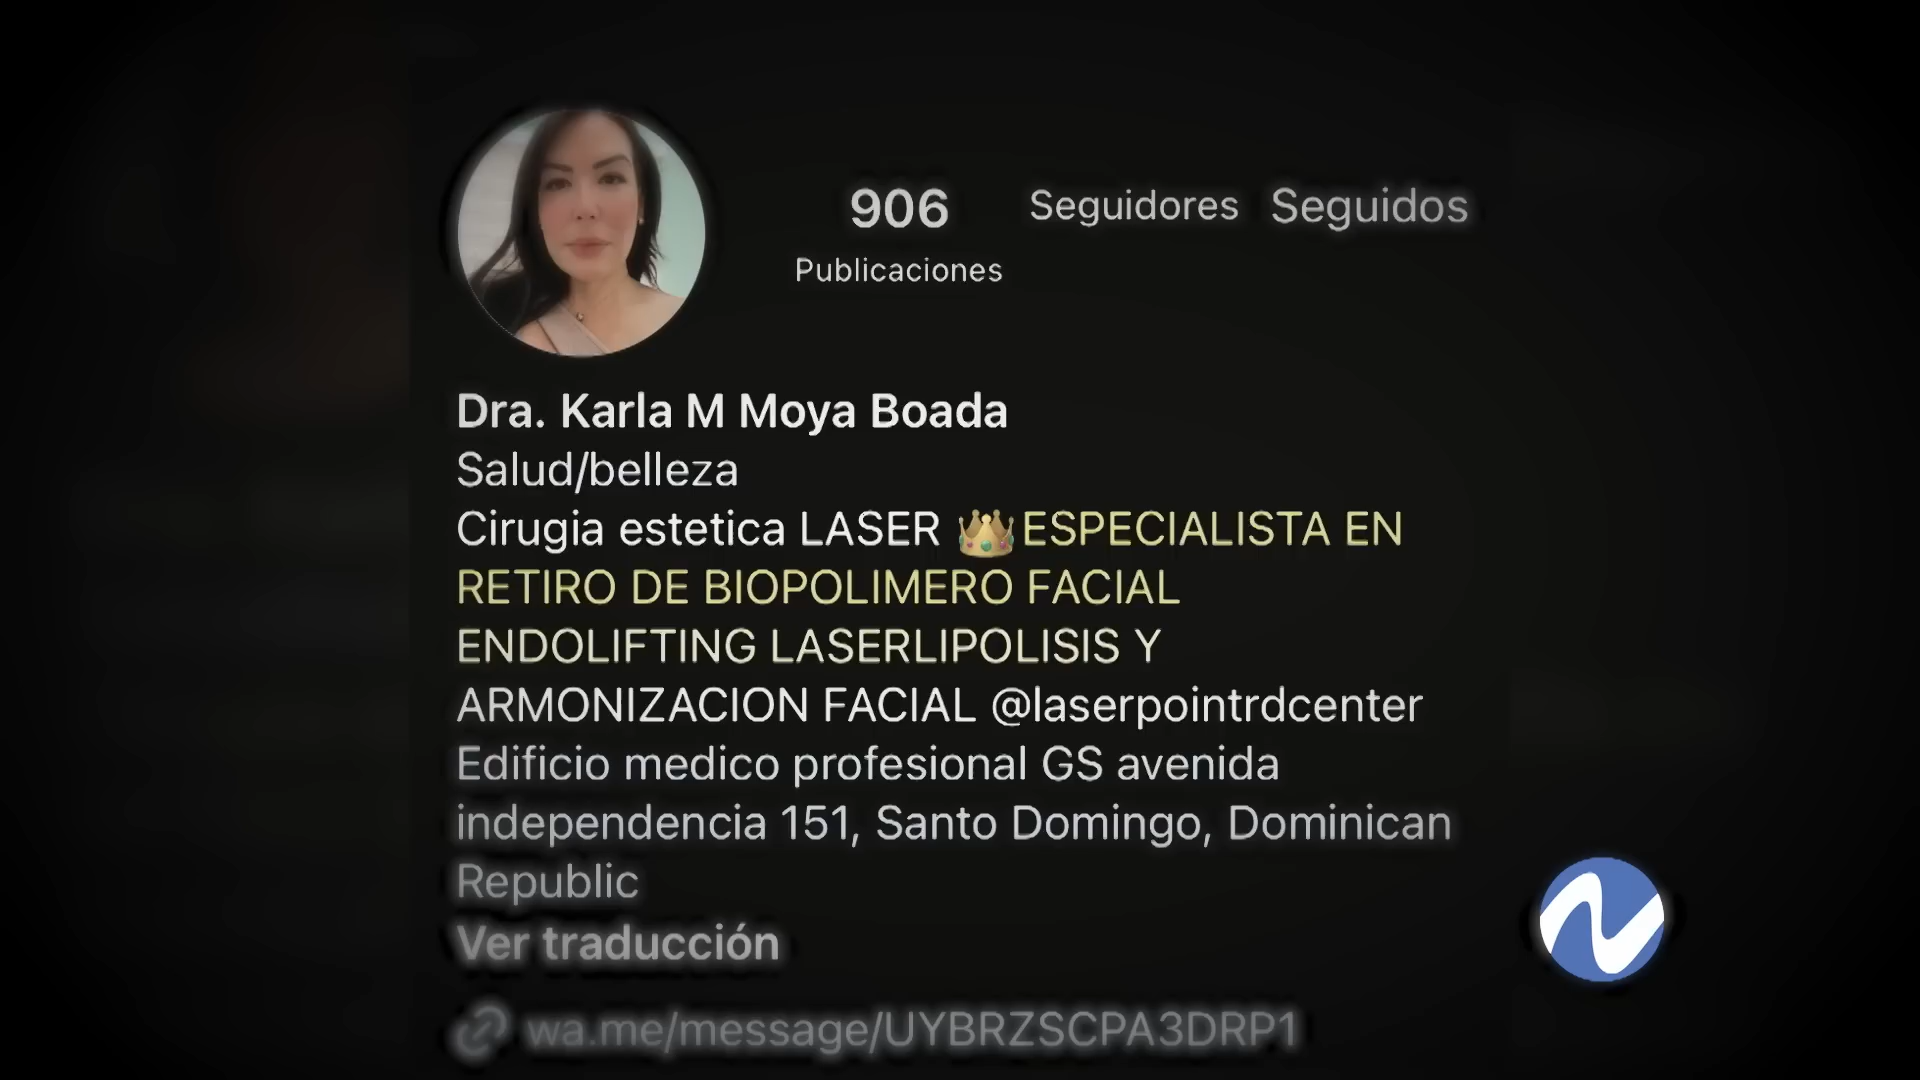 906 Seguidores Seguidos
Publicaciones
Dra. Karla M Moya Boada
Salud/belleza
Cirugia estetica LASER 👑ESPECIALISTA EN
RETIRO DE BIOPOLIMERO FACIAL
ENDOLIFTING LASERLIPOLISIS Y
ARMONIZACION FACIAL @laserpointrdcenter
Edificio medico profesional GS avenida
independencia 151, Santo Domingo, Dominican
Republic
Ver traducción
wa.me/message/UYBRZSCPA3DRP1